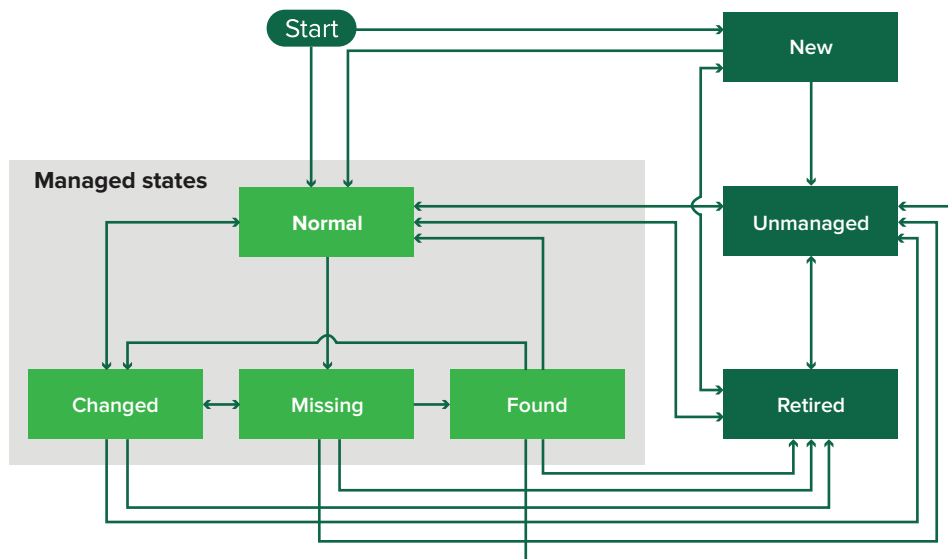 Start
New
Managed states
Normal
Unmanaged
Changed
Missing
Found
Retired